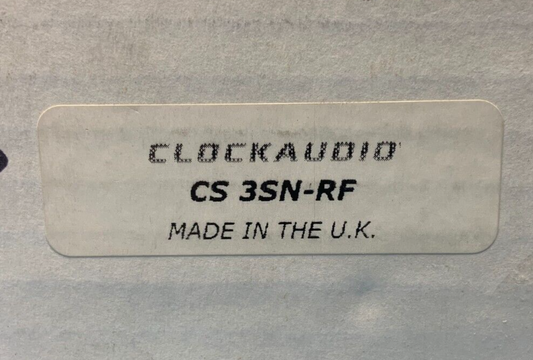 CLOCKAUDIO
CS 3SN-RF
MADE IN THE U.K.